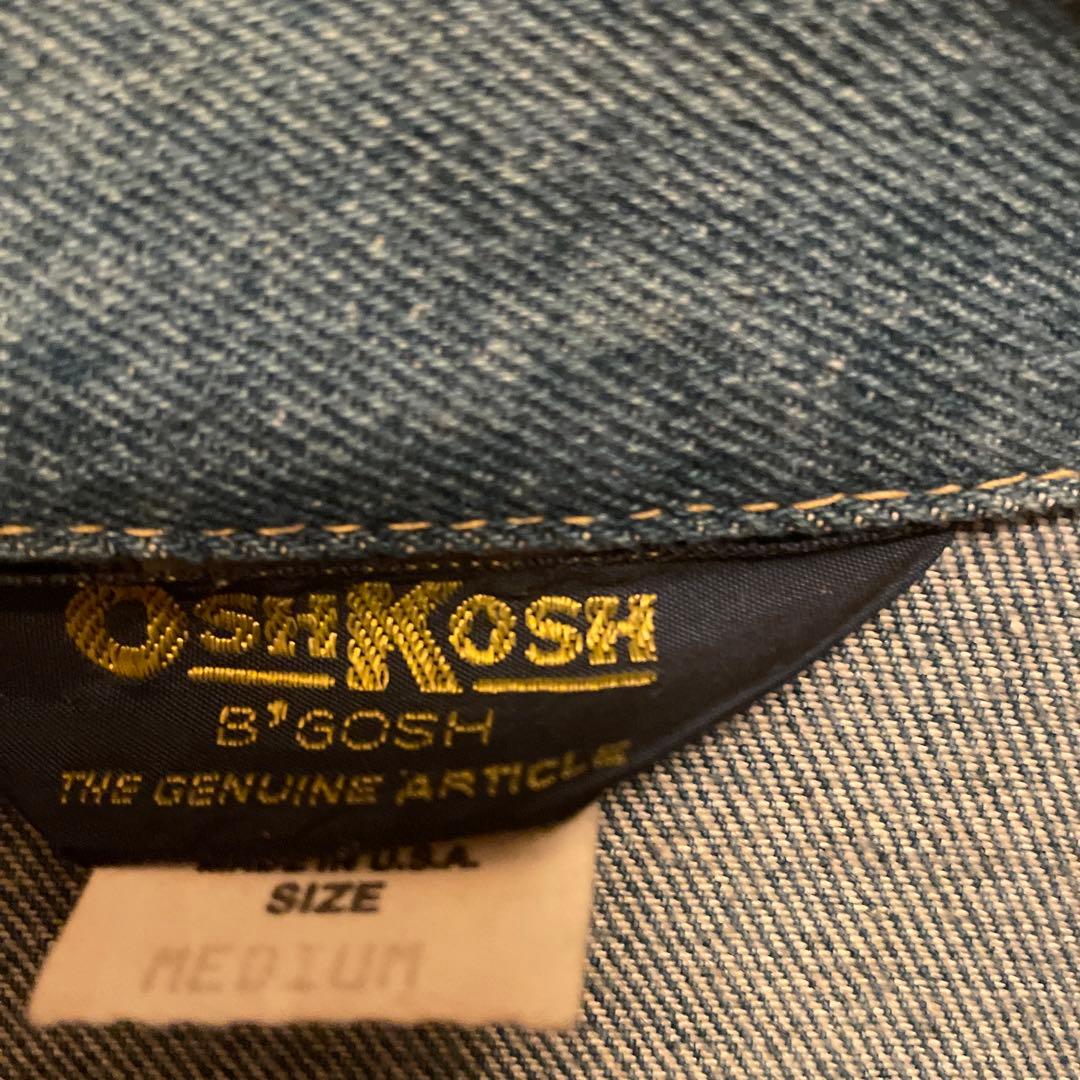 OSHKOSH
B'GOSH
THE GENUINE ARTICLE
MADE IN U.S.A.
SIZE
MEDIUM